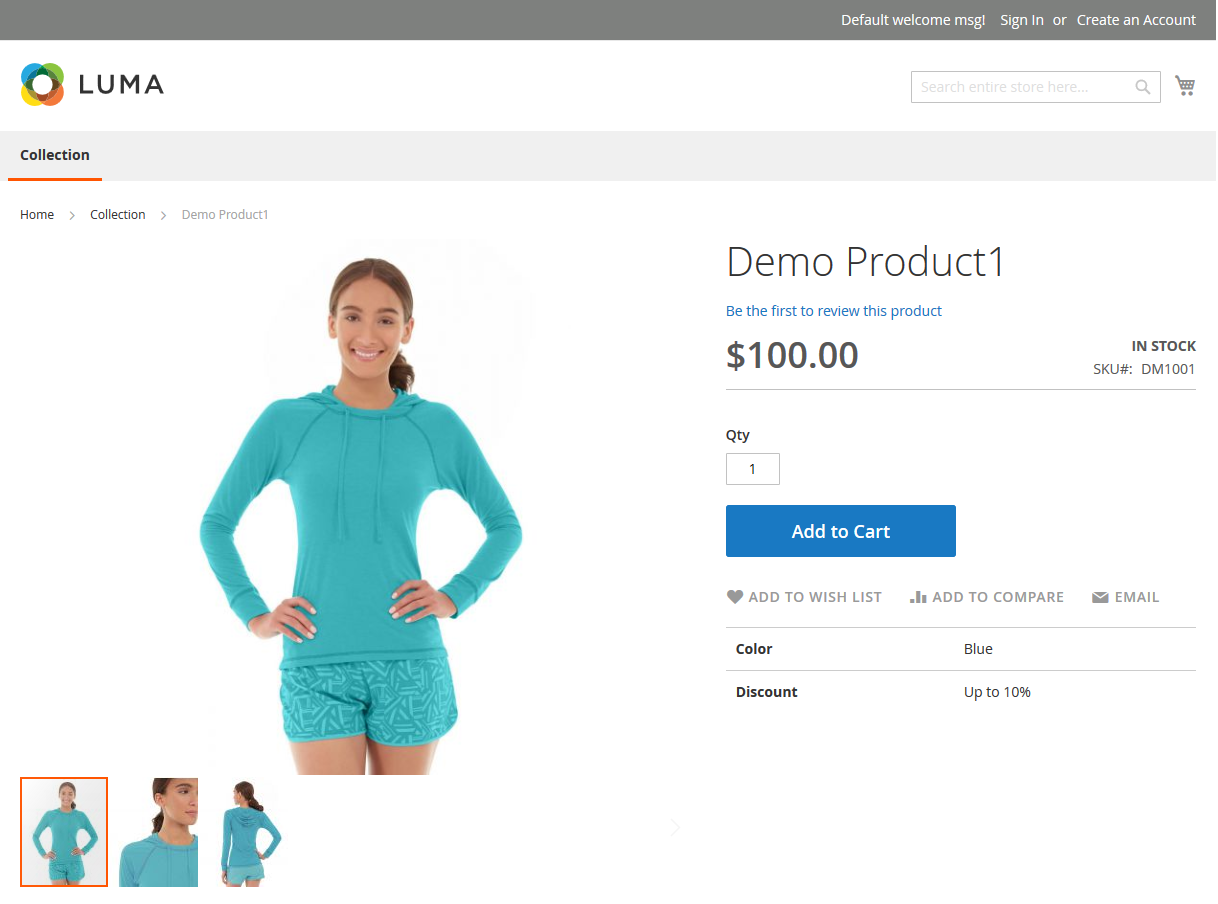 Default welcome msg! Sign In or Create an Account
LUMA
Search entire store here...
Collection
Home Collection Demo Product1
Demo Product1
Be the first to review this product
$100.00
IN STOCK
SKU#: DM1001
Qty
1
Add to Cart
ADD TO WISH LIST ADD TO COMPARE EMAIL
Color Blue
Discount Up to 10%